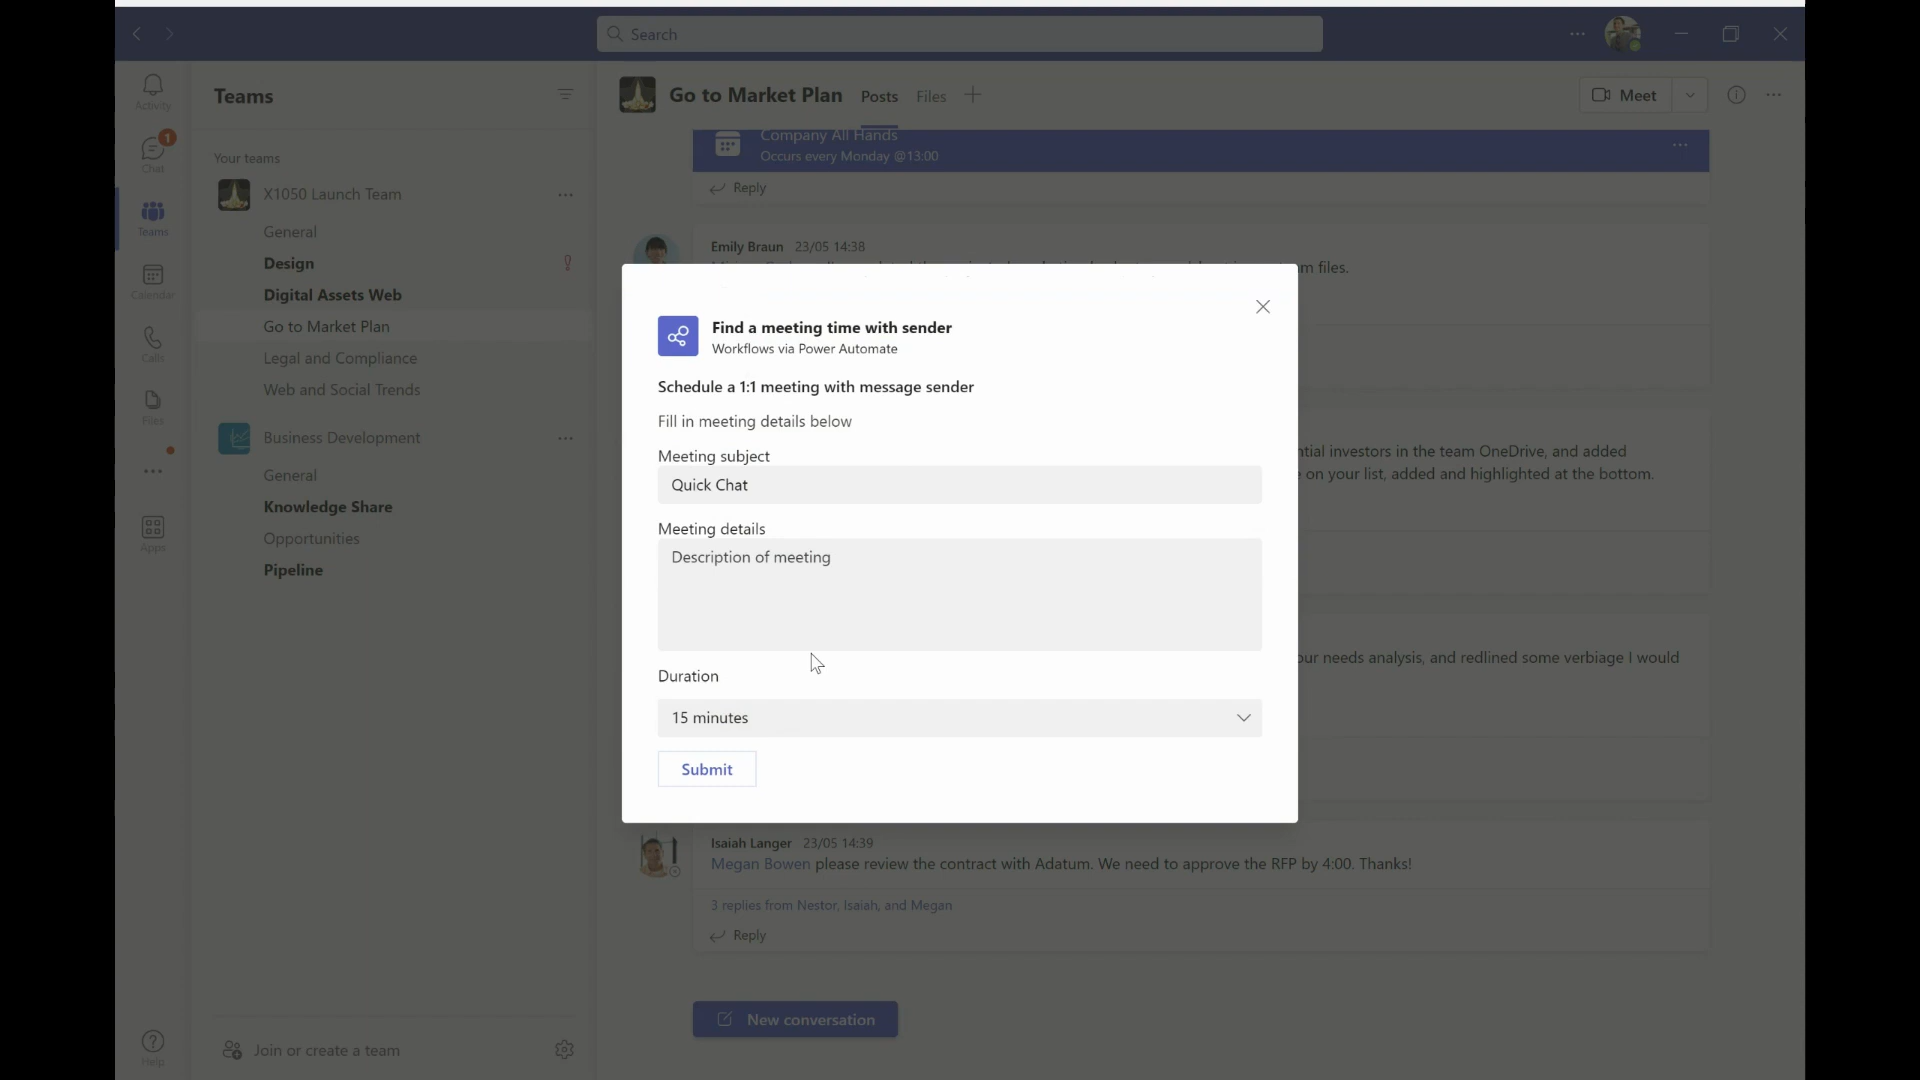 Search
Activity
1
Chat
Teams
Calendar
Calls
Files
Apps
Help
Teams
Your teams
X1050 Launch Team
General
Design
Digital Assets Web
Go to Market Plan
Legal and Compliance
Web and Social Trends
Business Development
General
Knowledge Share
Opportunities
Pipeline
Join or create a team
Go to Market Plan
Posts
Files
Meet
Company All Hands
Occurs every Monday @13:00
Reply
Emily Braun 23/05 14:38
m files.
Find a meeting time with sender
Workflows via Power Automate
Schedule a 1:1 meeting with message sender
Fill in meeting details below
Meeting subject
Quick Chat
Meeting details
Description of meeting
Duration
15 minutes
Submit
ntial investors in the team OneDrive, and added
on your list, added and highlighted at the bottom.
our needs analysis, and redlined some verbiage I would
Isaiah Langer 23/05 14:39
Megan Bowen please review the contract with Adatum. We need to approve the RFP by 4:00. Thanks!
3 replies from Nestor, Isaiah, and Megan
Reply
New conversation